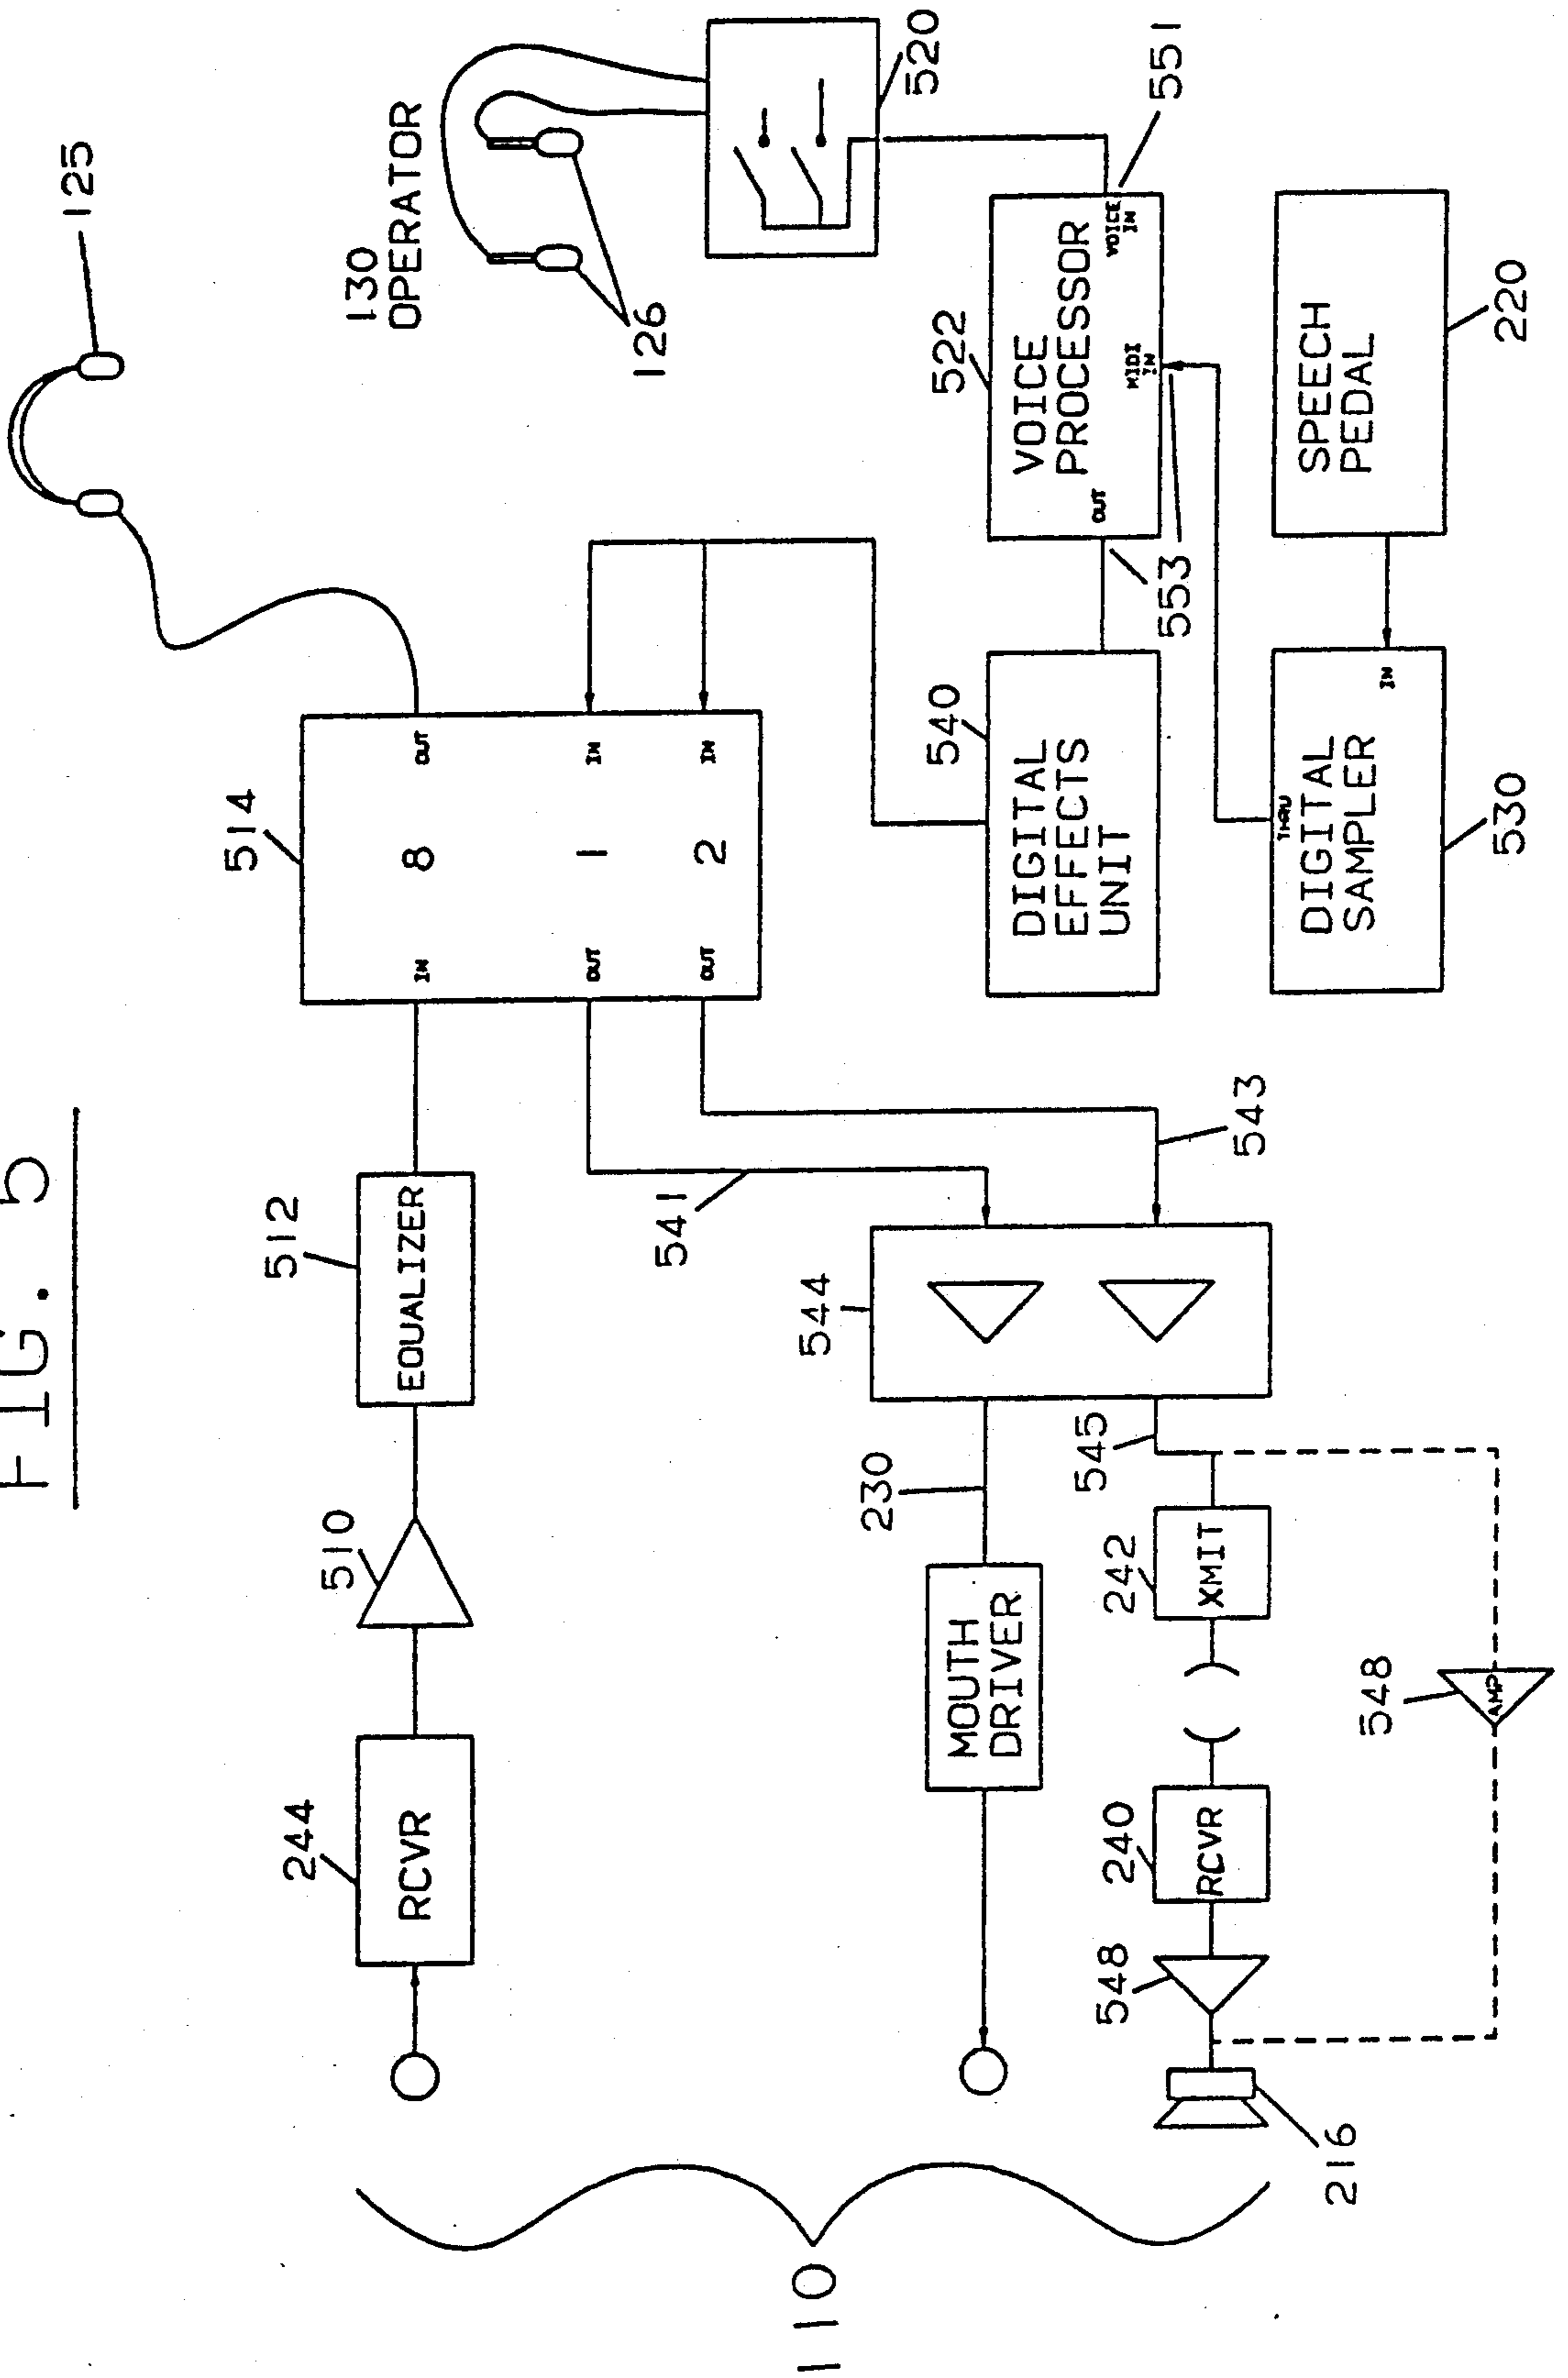 FIG. 5
125
130
OPERATOR
126
520
514
8
1
2
IN
OUT
OUT
OUT
IN
IN
512
EQUALIZER
510
244
RCVR
541
543
544
540
DIGITAL
EFFECTS
UNIT
522
VOICE
PROCESSOR
OUT
MIDI
IN
VOICE
IN
551
553
230
MOUTH
DRIVER
545
242
XMIT
240
RCVR
548
548
AMP
216
110
530
DIGITAL
SAMPLER
THRU
IN
SPEECH
PEDAL
220